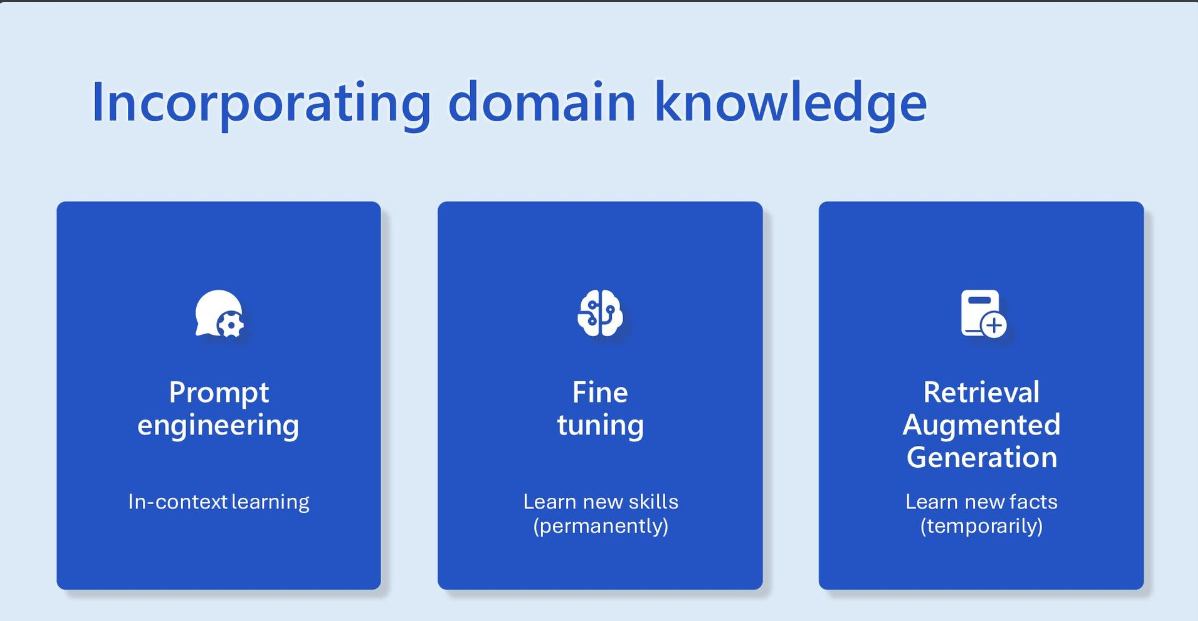 Incorporating domain knowledge
Prompt
engineering
In-context learning
Fine
tuning
Learn new skills
(permanently)
Retrieval
Augmented
Generation
Learn new facts
(temporarily)